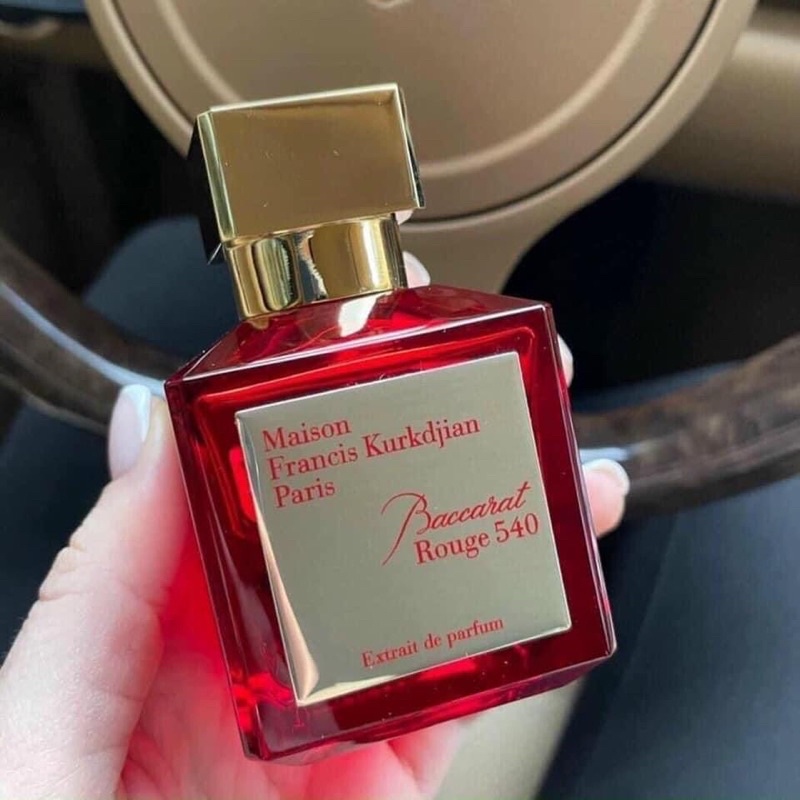 Maison
Francis Kurkdjian
Paris
Baccarat
Rouge 540
Extrait de parfum